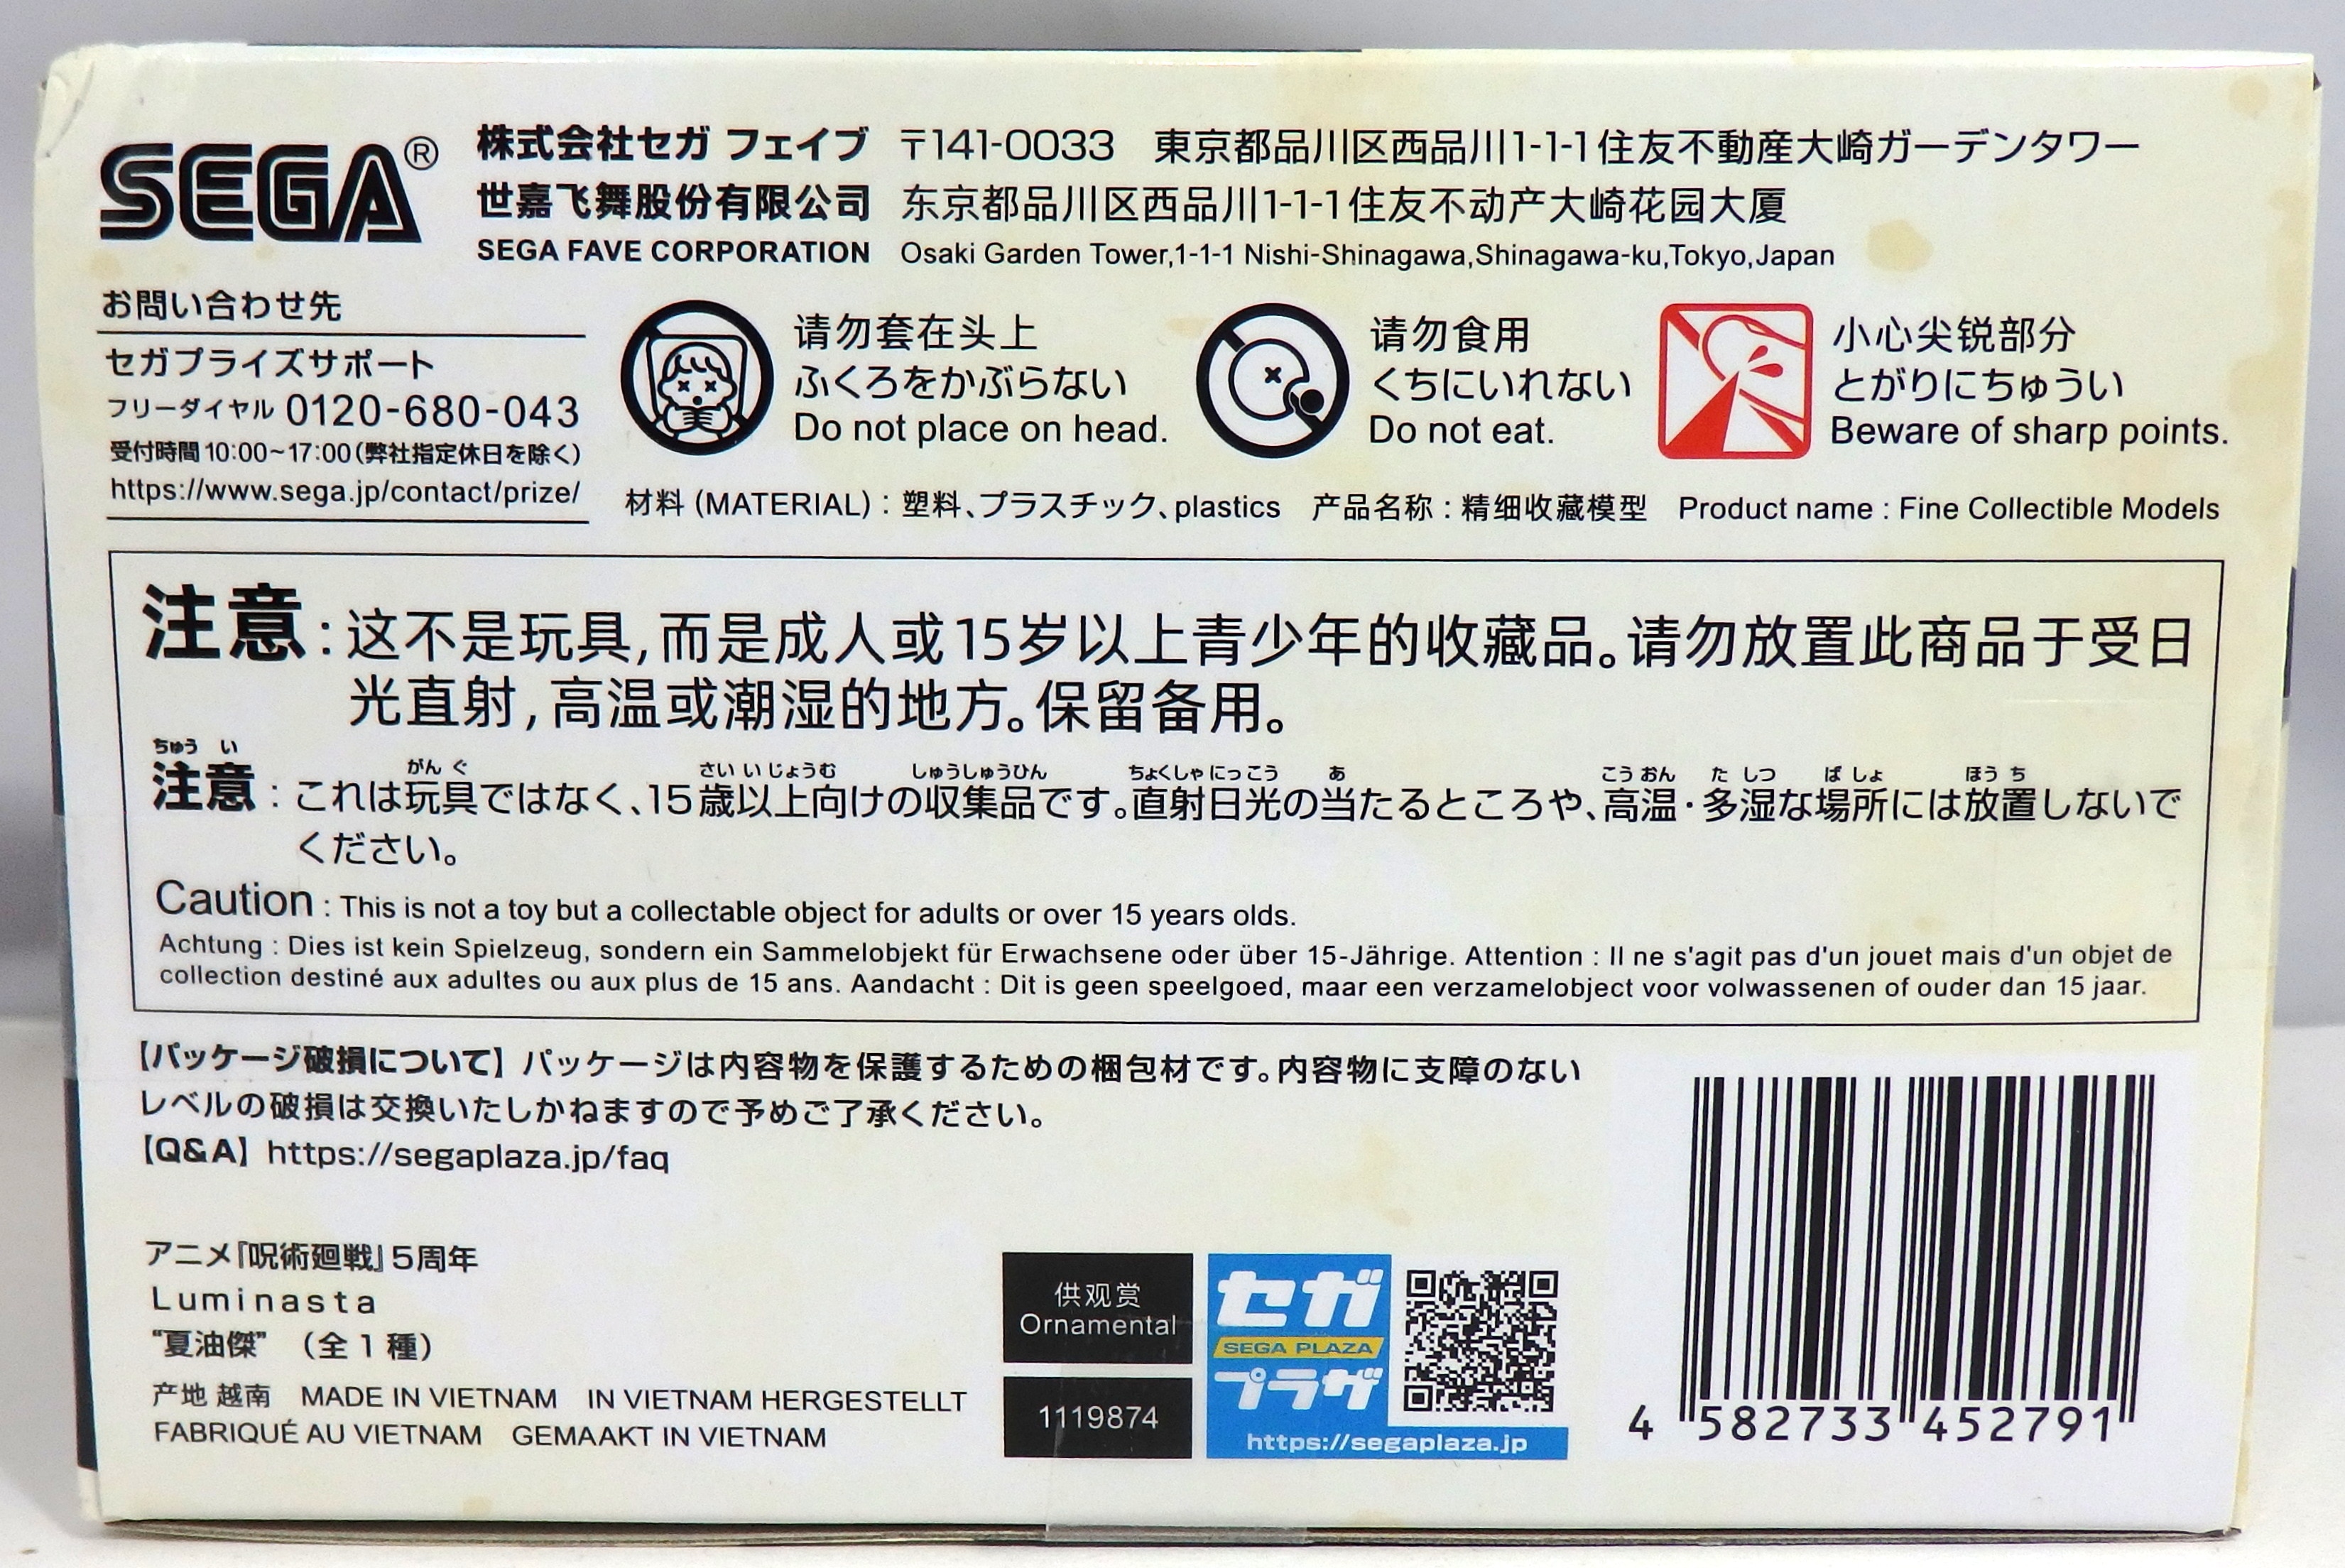 SEGA®
株式会社セガ フェイブ 〒141-0033 東京都品川区西品川1-1-1住友不動産大崎ガーデンタワー
世嘉飞舞股份有限公司 东京都品川区西品川1-1-1住友不动产大崎花园大厦
SEGA FAVE CORPORATION Osaki Garden Tower,1-1-1 Nishi-Shinagawa,Shinagawa-ku,Tokyo,Japan
お問い合わせ先
セガプライズサポート
フリーダイヤル 0120-680-043
受付時間10:00~17:00(弊社指定休日を除く)
https://www.sega.jp/contact/prize/
请勿套在头上
ふくろをかぶらない
Do not place on head.
请勿食用
くちにいれない
Do not eat.
小心尖锐部分
とがりにちゅうい
Beware of sharp points.
材料 (MATERIAL) : 塑料、プラスチック、plastics 产品名称 : 精细收藏模型 Product name : Fine Collectible Models
注意 : 这不是玩具,而是成人或15岁以上青少年的收藏品。请勿放置此商品于受日
光直射,高温或潮湿的地方。保留备用。
ちゅう い がん ぐ さい い じょうむ しゅうしゅうひん ちょくしゃ にっこう あ こう おん た しつ ば しょ ほう ち
注意 : これは玩具ではなく、15歳以上向けの収集品です。直射日光の当たるところや、高温・多湿な場所には放置しないで
ください。
Caution : This is not a toy but a collectable object for adults or over 15 years olds.
Achtung : Dies ist kein Spielzeug, sondern ein Sammelobjekt für Erwachsene oder über 15-Jährige. Attention : Il ne s'agit pas d'un jouet mais d'un objet de
collection destiné aux adultes ou aux plus de 15 ans. Aandacht : Dit is geen speelgoed, maar een verzamelobject voor volwassenen of ouder dan 15 jaar.
【パッケージ破損について】パッケージは内容物を保護するための梱包材です。内容物に支障のない
レベルの破損は交換いたしかねますので予めご了承ください。
【Q&A】https://segaplaza.jp/faq
アニメ『呪術廻戦』5周年
Luminasta
“夏油傑” (全1種)
产地 越南 MADE IN VIETNAM IN VIETNAM HERGESTELLT
FABRIQUÉ AU VIETNAM GEMAAKT IN VIETNAM
供观赏
Ornamental
1119874
セガ
SEGA PLAZA
プラザ
https://segaplaza.jp
4 582733 452791